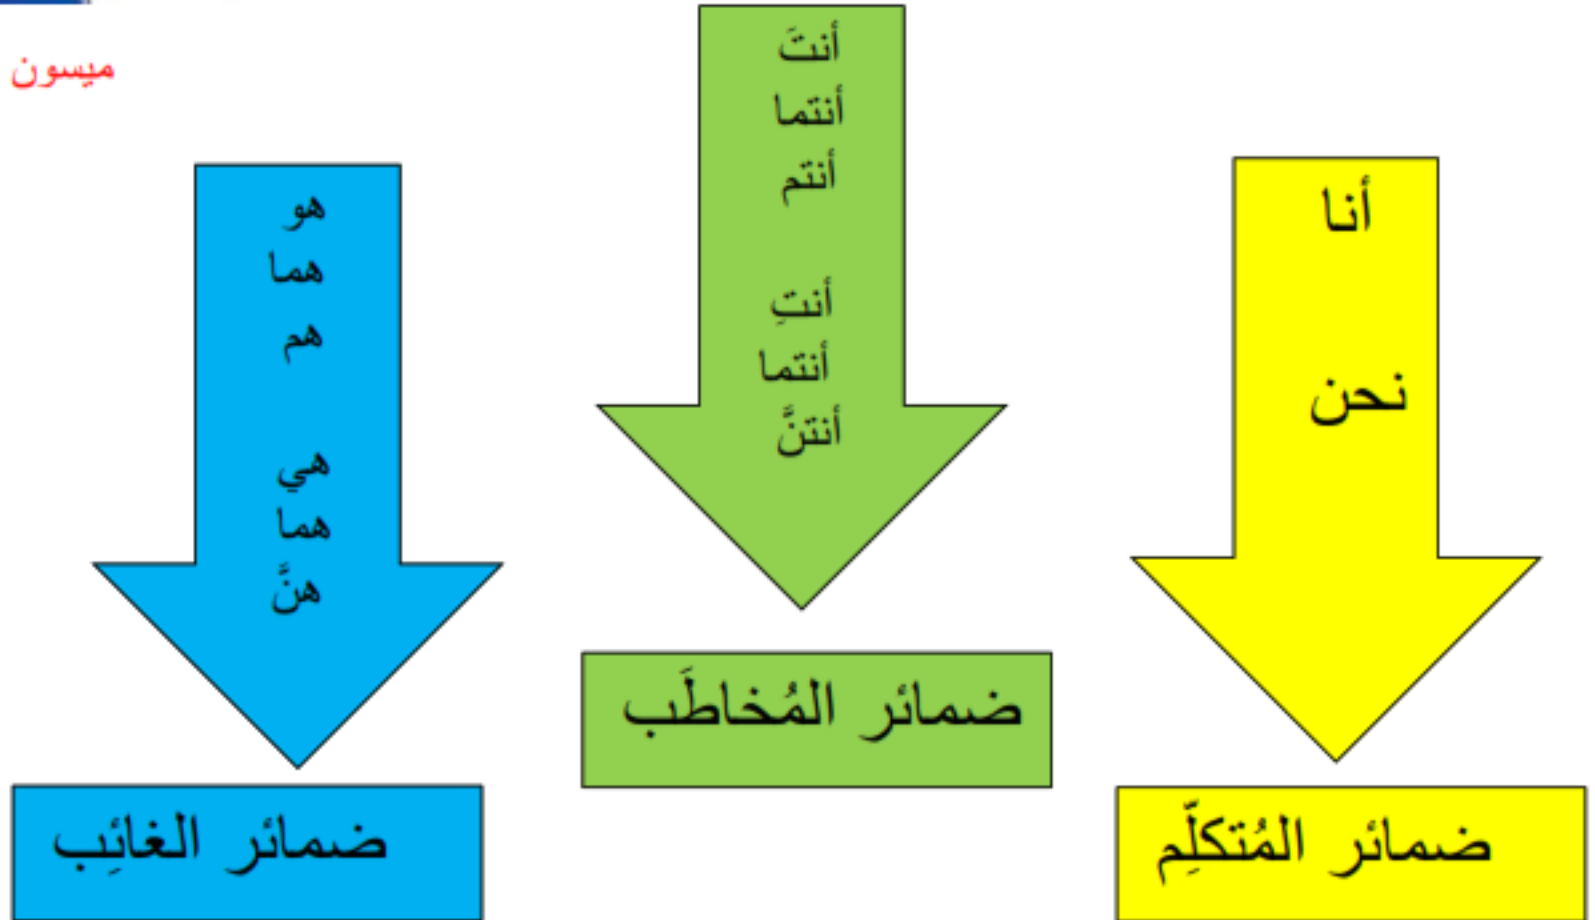 ميسون
أنا
نحن
ضمائر المُتكلِّم
أنتَ
أنتما
أنتم
أنتِ
أنتما
أنتنَّ
ضمائر المُخاطَب
هو
هما
هم
هي
هما
هنَّ
ضمائر الغائِب